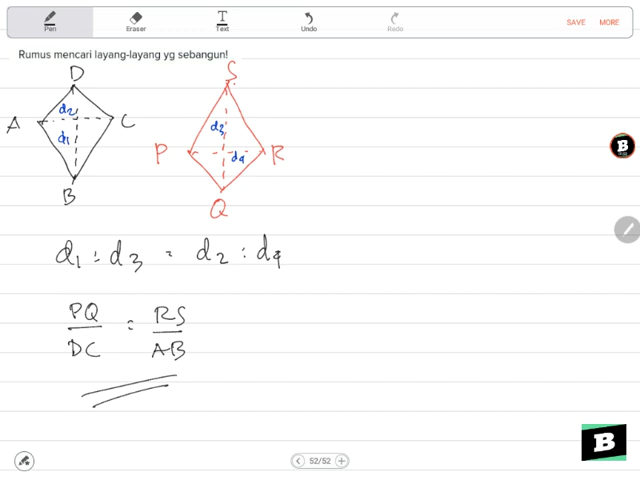 Pen Eraser Text Undo Redo SAVE MORE
Rumus mencari layang-layang yg sebangun!
D
A d2 C
d1
B
S
d3
P d4 R
Q
B
d1 : d3 = d2 : d4
PQ/DC = RS/AB
52/52
B